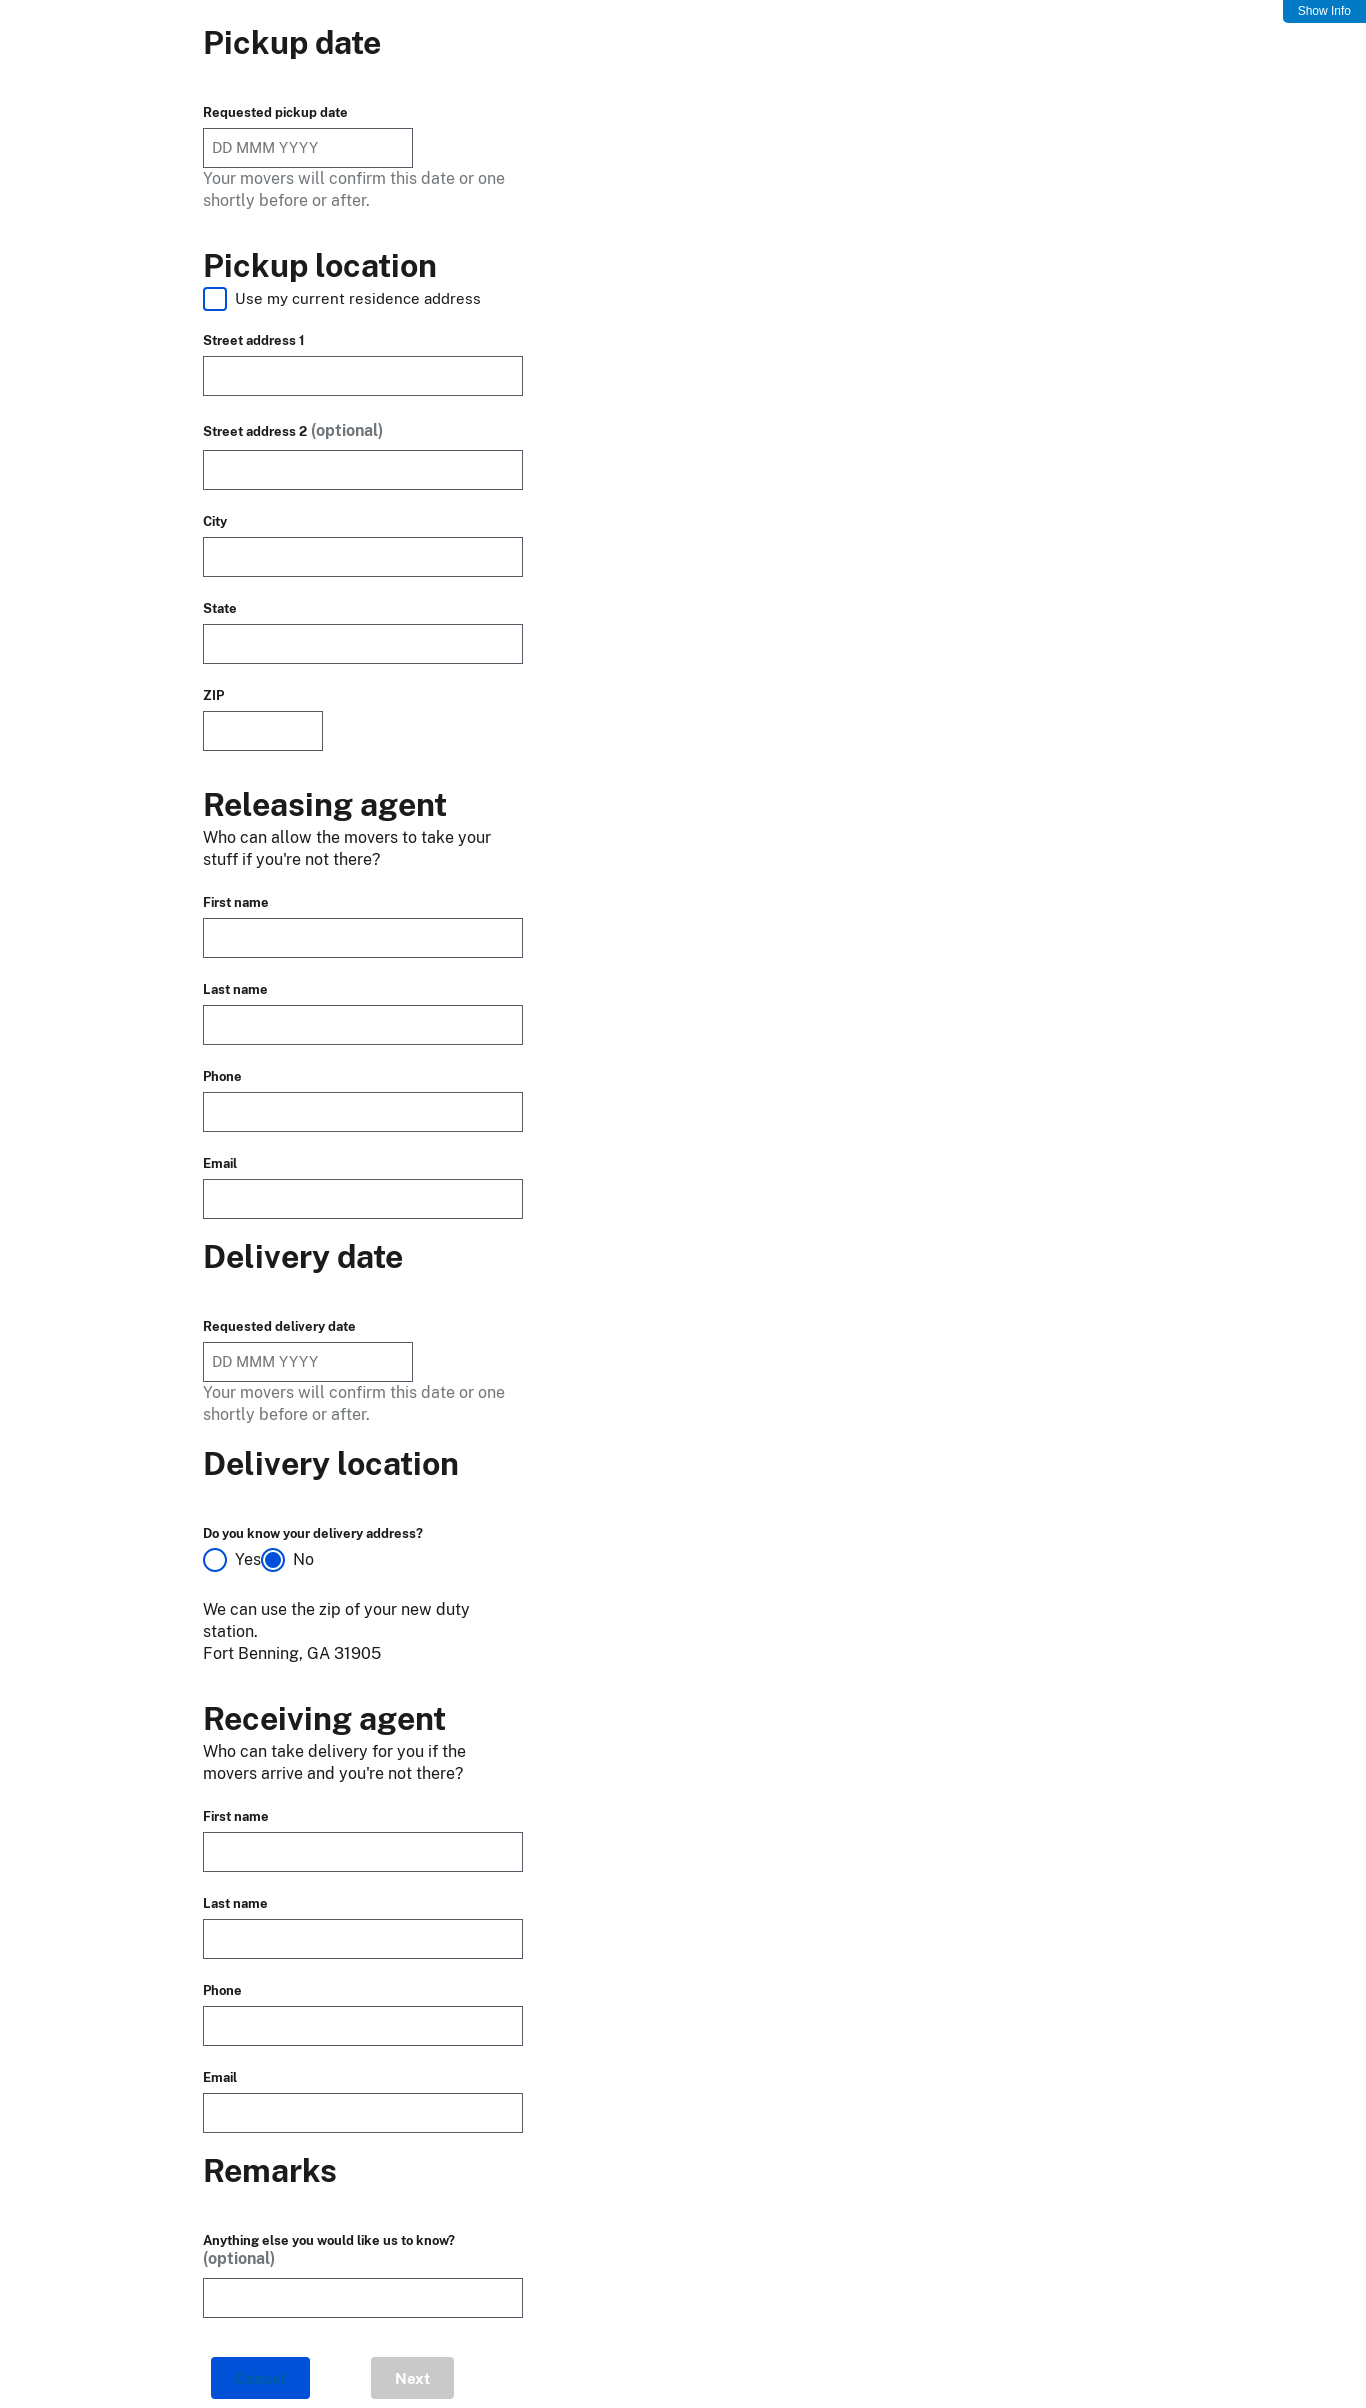 Show Info
Pickup date
Requested pickup date
DD MMM YYYY
Your movers will confirm this date or one
shortly before or after.
Pickup location
Use my current residence address
Street address 1
Street address 2 (optional)
City
State
ZIP
Releasing agent
Who can allow the movers to take your
stuff if you're not there?
First name
Last name
Phone
Email
Delivery date
Requested delivery date
DD MMM YYYY
Your movers will confirm this date or one
shortly before or after.
Delivery location
Do you know your delivery address?
Yes No
We can use the zip of your new duty
station.
Fort Benning, GA 31905
Receiving agent
Who can take delivery for you if the
movers arrive and you're not there?
First name
Last name
Phone
Email
Remarks
Anything else you would like us to know?
(optional)
Next